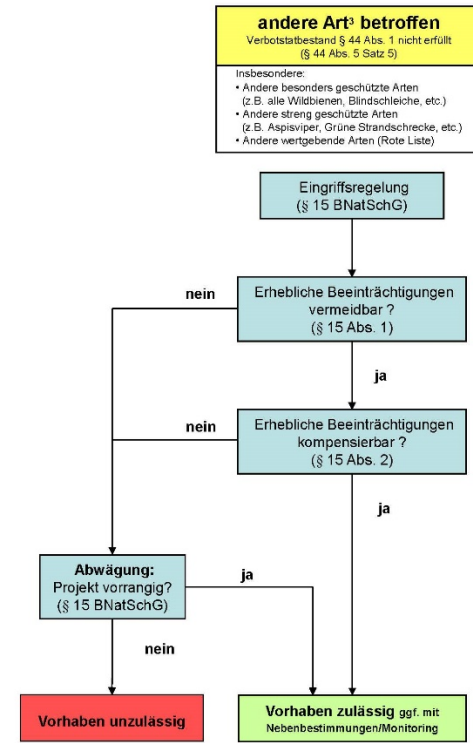 andere Art³ betroffen
Verbotstatbestand § 44 Abs. 1 nicht erfüllt
(§ 44 Abs. 5 Satz 5)
Insbesondere:
• Andere besonders geschützte Arten
(z.B. alle Wildbienen, Blindschleiche, etc.)
• Andere streng geschützte Arten
(z.B. Aspisviper, Grüne Strandschrecke, etc.)
• Andere wertgebende Arten (Rote Liste)
Eingriffsregelung
(§ 15 BNatSchG)
nein
Erhebliche Beeinträchtigungen
vermeidbar ?
(§ 15 Abs. 1)
ja
nein
Erhebliche Beeinträchtigungen
kompensierbar ?
(§ 15 Abs. 2)
ja
Abwägung:
Projekt vorrangig?
(§ 15 BNatSchG)
ja
nein
Vorhaben unzulässig
Vorhaben zulässig ggf. mit
Nebenbestimmungen/Monitoring